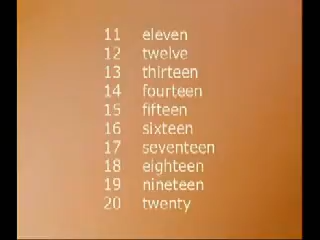 11 eleven
12 twelve
13 thirteen
14 fourteen
15 fifteen
16 sixteen
17 seventeen
18 eighteen
19 nineteen
20 twenty